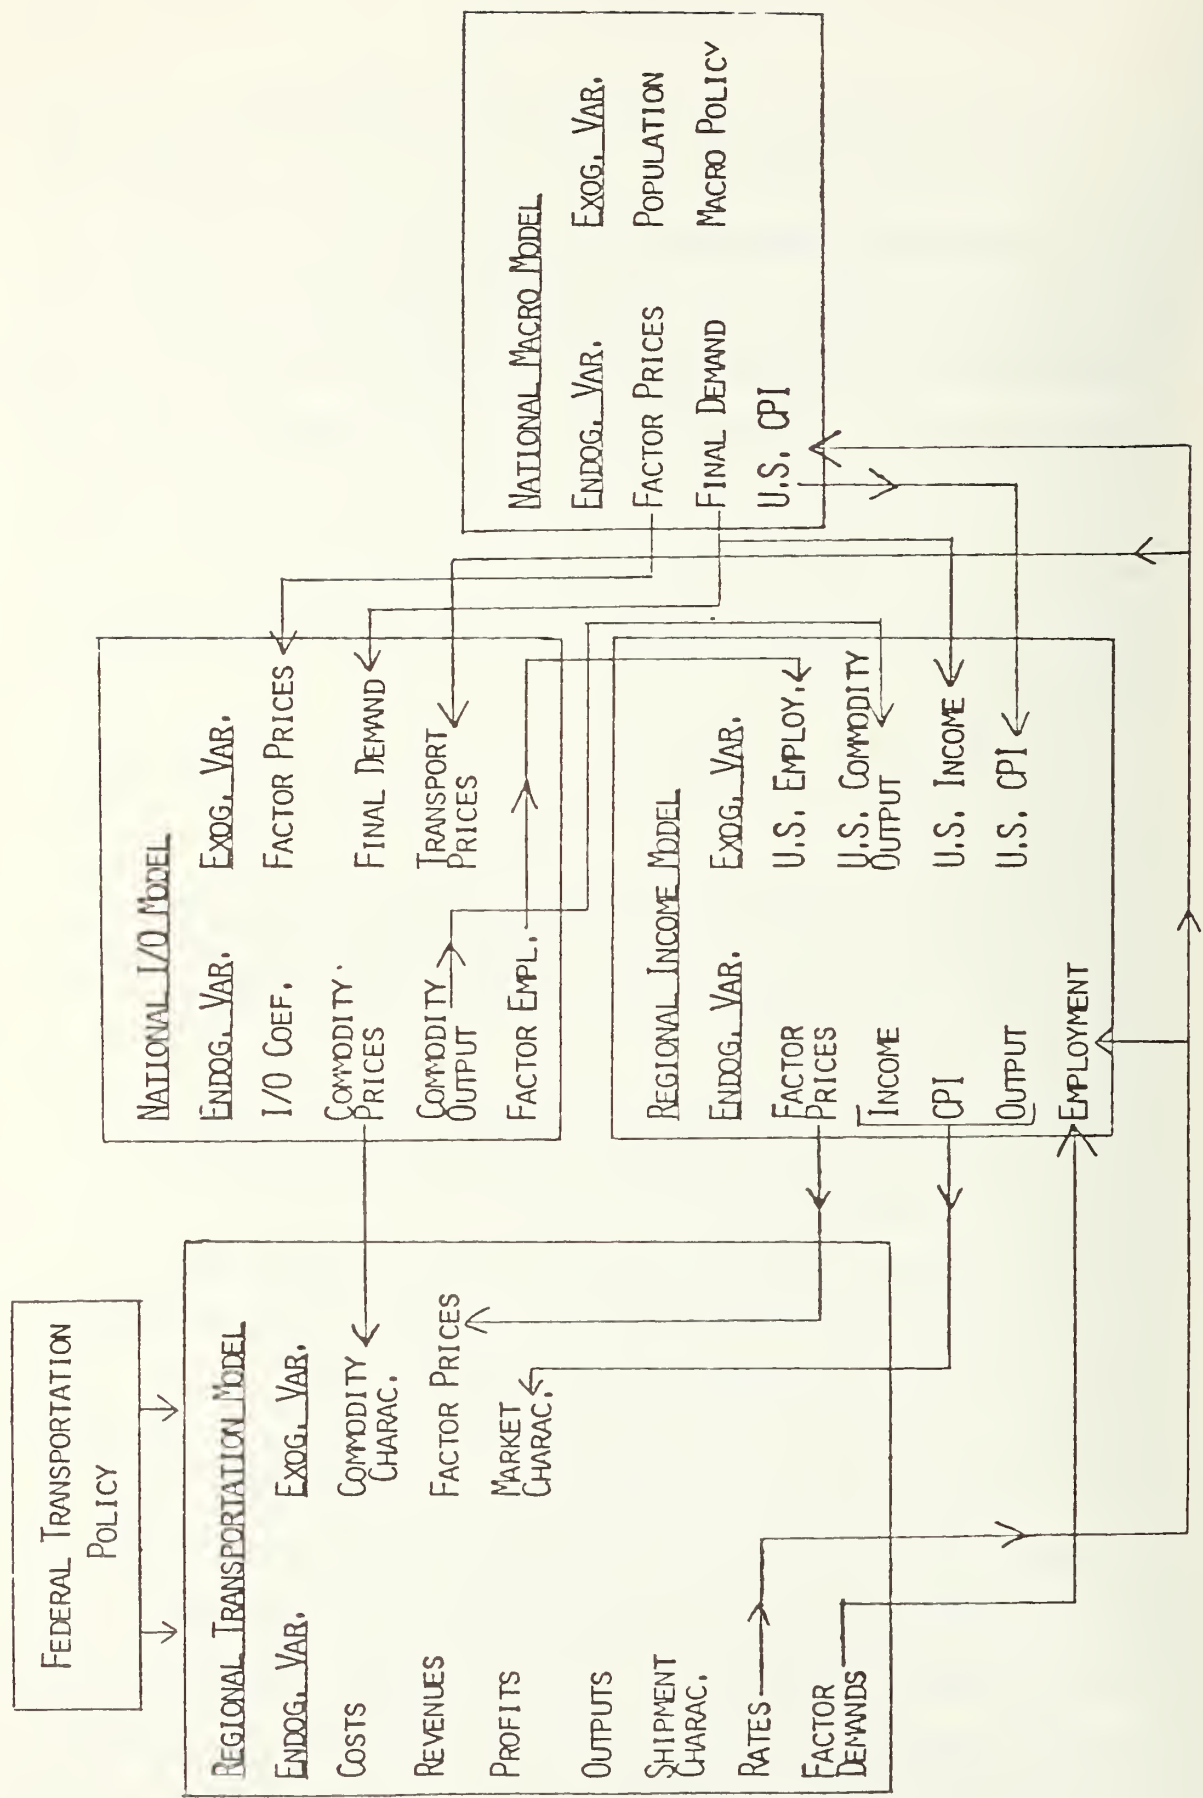 FEDERAL TRANSPORTATION
POLICY
REGIONAL TRANSPORTATION MODEL
ENDOG. VAR.
EXOG. VAR.
COSTS
REVENUES
PROFITS
OUTPUTS
SHIPMENT
CHARAC.
RATES
FACTOR
DEMANDS
COMMODITY
CHARAC.
FACTOR PRICES
MARKET
CHARAC.
NATIONAL I/O MODEL
ENDOG. VAR.
EXOG. VAR.
I/O COEF.
COMMODITY
PRICES
COMMODITY
OUTPUT
FACTOR EMPL.
FACTOR PRICES
FINAL DEMAND
TRANSPORT
PRICES
REGIONAL INCOME MODEL
ENDOG. VAR.
EXOG. VAR.
FACTOR
PRICES
INCOME
CPI
OUTPUT
EMPLOYMENT
U.S. EMPLOY.
U.S. COMMODITY
OUTPUT
U.S. INCOME
U.S. CPI
NATIONAL MACRO MODEL
ENDOG. VAR.
EXOG. VAR.
FACTOR PRICES
POPULATION
FINAL DEMAND
MACRO POLICY
U.S. CPI